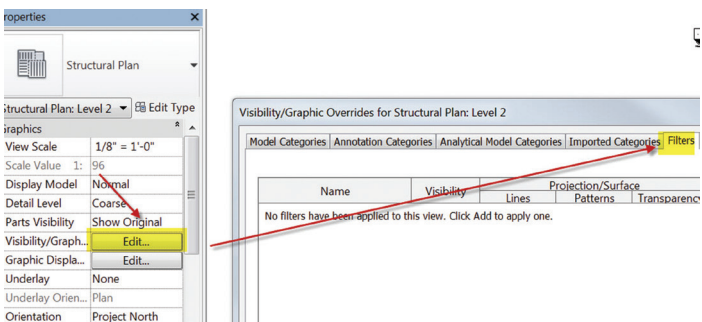 roperties
Structural Plan
Structural Plan: Level 2 Edit Type
Graphics
View Scale 1/8" = 1'-0"
Scale Value 1: 96
Display Model Normal
Detail Level Coarse
Parts Visibility Show Original
Visibility/Graph... Edit...
Graphic Displa... Edit...
Underlay None
Underlay Orien... Plan
Orientation Project North
Visibility/Graphic Overrides for Structural Plan: Level 2
Model Categories Annotation Categories Analytical Model Categories Imported Categories Filters
Name Visibility Projection/Surface
Lines Patterns Transparency
No filters have been applied to this view. Click Add to apply one.